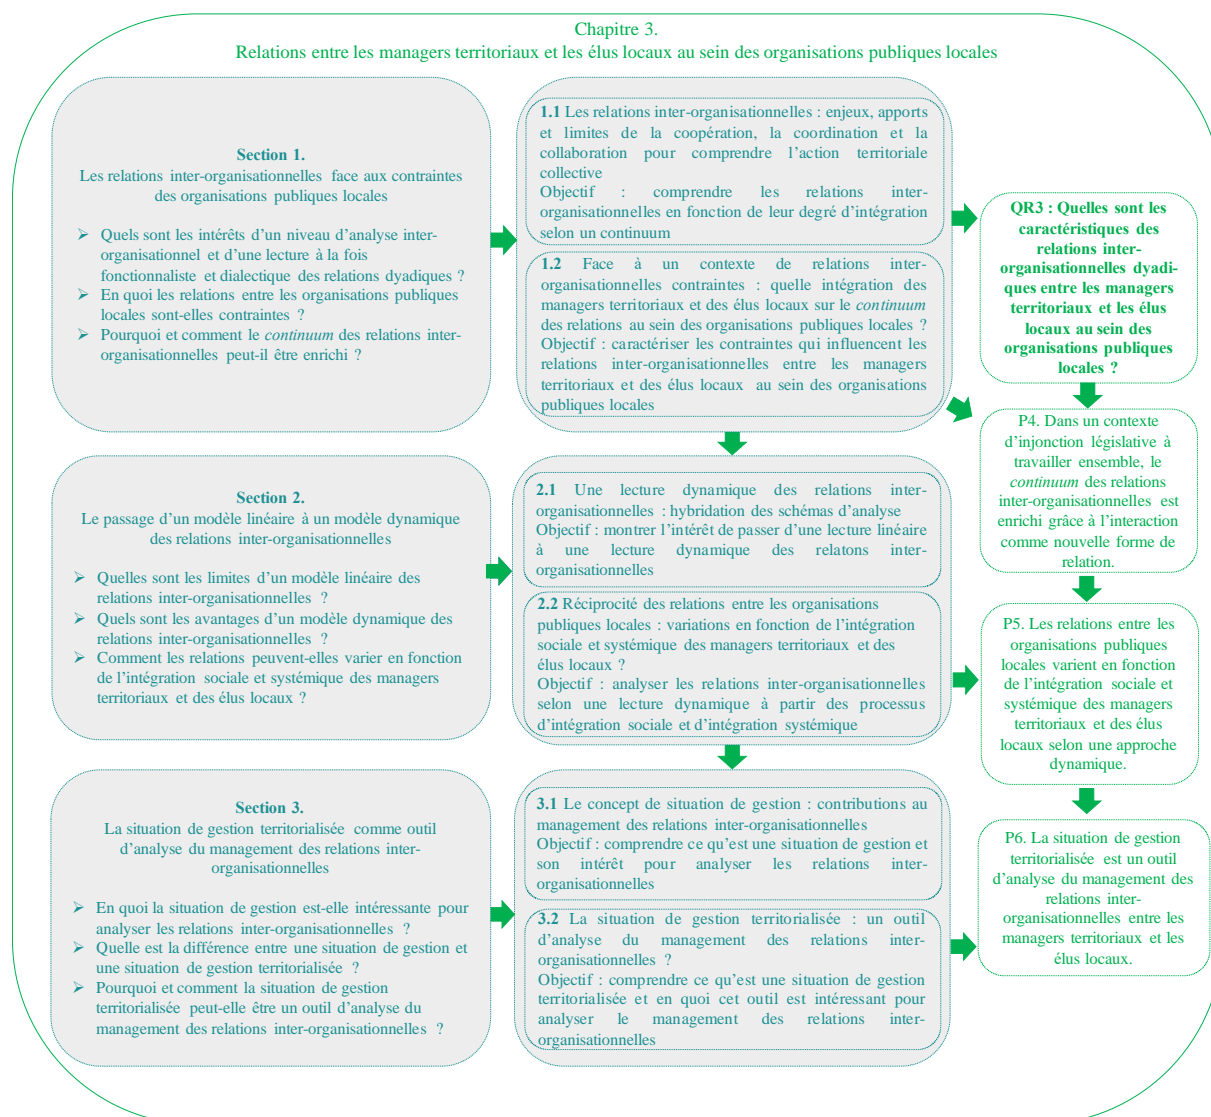 Chapitre 3.
Relations entre les managers territoriaux et les élus locaux au sein des organisations publiques locales
Section 1.
Les relations inter-organisationnelles face aux contraintes
des organisations publiques locales
➢ Quels sont les intérêts d’un niveau d’analyse inter-
organisationnel et d’une lecture à la fois
fonctionnaliste et dialectique des relations dyadiques ?
➢ En quoi les relations entre les organisations publiques
locales sont-elles contraintes ?
➢ Pourquoi et comment le continuum des relations inter-
organisationnelles peut-il être enrichi ?
1.1 Les relations inter-organisationnelles : enjeux, apports
et limites de la coopération, la coordination et la
collaboration pour comprendre l’action territoriale
collective
Objectif : comprendre les relations inter-
organisationnelles en fonction de leur degré d’intégration
selon un continuum
1.2 Face à un contexte de relations inter-
organisationnelles contraintes : quelle intégration des
managers territoriaux et des élus locaux sur le continuum
des relations au sein des organisations publiques locales ?
Objectif : caractériser les contraintes qui influencent les
relations inter-organisationnelles entre les managers
territoriaux et des élus locaux au sein des organisations
publiques locales
QR3 : Quelles sont les
caractéristiques des
relations inter-
organisationnelles dyadi-
ques entre les managers
territoriaux et les élus
locaux au sein des
organisations publiques
locales ?
P4. Dans un contexte
d’injonction législative à
travailler ensemble, le
continuum des relations
inter-organisationnelles est
enrichi grâce à l’interaction
comme nouvelle forme de
relation.
Section 2.
Le passage d’un modèle linéaire à un modèle dynamique
des relations inter-organisationnelles
➢ Quelles sont les limites d’un modèle linéaire des
relations inter-organisationnelles ?
➢ Quels sont les avantages d’un modèle dynamique des
relations inter-organisationnelles ?
➢ Comment les relations peuvent-elles varier en fonction
de l’intégration sociale et systémique des managers
territoriaux et des élus locaux ?
2.1 Une lecture dynamique des relations inter-
organisationnelles : hybridation des schémas d’analyse
Objectif : montrer l’intérêt de passer d’une lecture linéaire
à une lecture dynamique des relatons inter-
organisationnelles
2.2 Réciprocité des relations entre les organisations
publiques locales : variations en fonction de l’intégration
sociale et systémique des managers territoriaux et des
élus locaux ?
Objectif : analyser les relations inter-organisationnelles
selon une lecture dynamique à partir des processus
d’intégration sociale et d’intégration systémique
P5. Les relations entre les
organisations publiques
locales varient en fonction
de l’intégration sociale et
systémique des managers
territoriaux et des élus
locaux selon une approche
dynamique.
Section 3.
La situation de gestion territorialisée comme outil
d’analyse du management des relations inter-
organisationnelles
➢ En quoi la situation de gestion est-elle intéressante pour
analyser les relations inter-organisationnelles ?
➢ Quelle est la différence entre une situation de gestion et
une situation de gestion territorialisée ?
➢ Pourquoi et comment la situation de gestion
territorialisée peut-elle être un outil d’analyse du
management des relations inter-organisationnelles ?
3.1 Le concept de situation de gestion : contributions au
management des relations inter-organisationnelles
Objectif : comprendre ce qu’est une situation de gestion et
son intérêt pour analyser les relations inter-
organisationnelles
3.2 La situation de gestion territorialisée : un outil
d’analyse du management des relations inter-
organisationnelles ?
Objectif : comprendre ce qu’est une situation de gestion
territorialisée et en quoi cet outil est intéressant pour
analyser le management des relations inter-
organisationnelles
P6. La situation de gestion
territorialisée est un outil
d’analyse du management des
relations inter-
organisationnelles entre les
managers territoriaux et les
élus locaux.